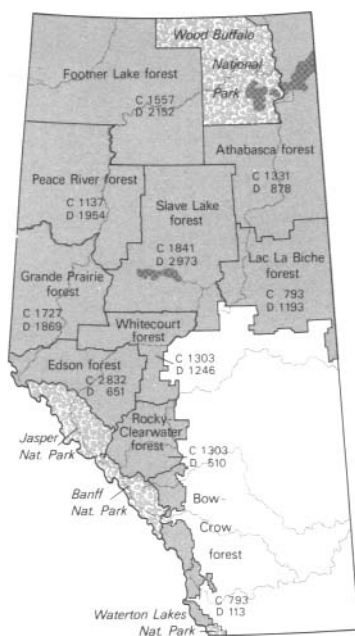 Wood Buffalo
National
Park
Footner Lake forest
C 1557
D 2152
Athabasca forest
C 1331
D 878
Peace River forest
C 1137
D 1954
Slave Lake
forest
C 1841
D 2973
Lac La Biche
forest
C 793
D 1193
Grande Prairie
forest
C 1727
D 1869
Whitecourt
forest
C 1303
D 1246
Edson forest
C 2832
D 651
Jasper
Nat. Park
Rocky
Clearwater
forest
C 1303
D 510
Banff
Nat. Park
Bow
Crow
forest
C 793
D 113
Waterton Lakes
Nat. Park